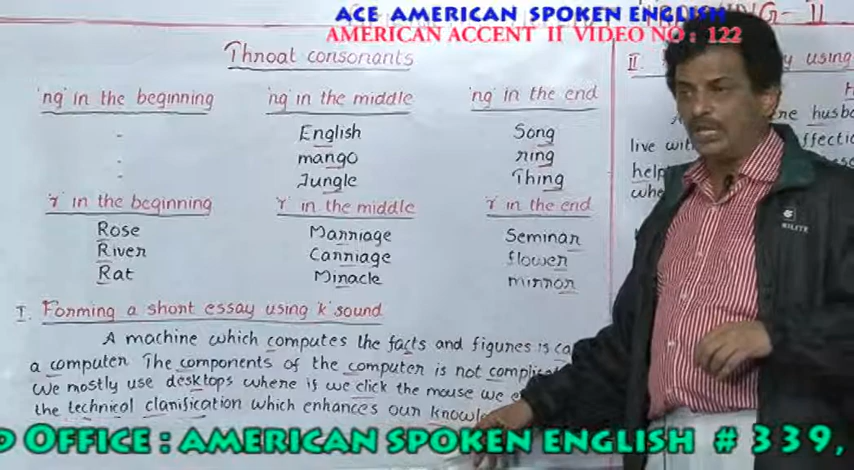 ACE AMERICAN SPOKEN ENGLISH
AMERICAN ACCENT II VIDEO NO : 122
Throat consonants
'ng' in the beginning 'ng' in the middle 'ng' in the end
- English Song
: mango ring
Jungle Thing
'r' in the beginning 'r' in the middle 'r' in the end
Rose Marriage Seminar
River Carriage flower
Rat Miracle mirror
I. Forming a short essay using 'k' sound
A machine which computes the facts and figures is
a computer The components of the computer is not
We mostly use desktops where if we click the mouse we
the technical clarification which enhances our
II. using
husb
live
help
OFFICE : AMERICAN SPOKEN ENGLISH # 339,